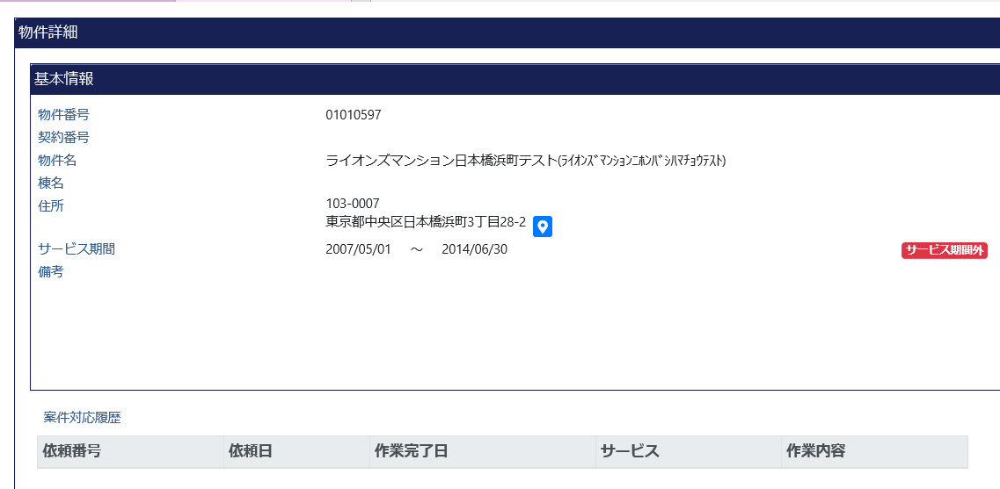 物件詳細
基本情報
物件番号 01010597
契約番号
物件名 ライオンズマンション日本橋浜町テスト(ﾗｲｵﾝｽﾞﾏﾝｼｮﾝﾆﾎﾝﾊﾞｼﾊﾏﾁｮｳﾃｽﾄ)
棟名
住所 103-0007
東京都中央区日本橋浜町3丁目28-2
サービス期間 2007/05/01 ～ 2014/06/30 サービス期間外
備考
案件対応履歴
依頼番号 依頼日 作業完了日 サービス 作業内容